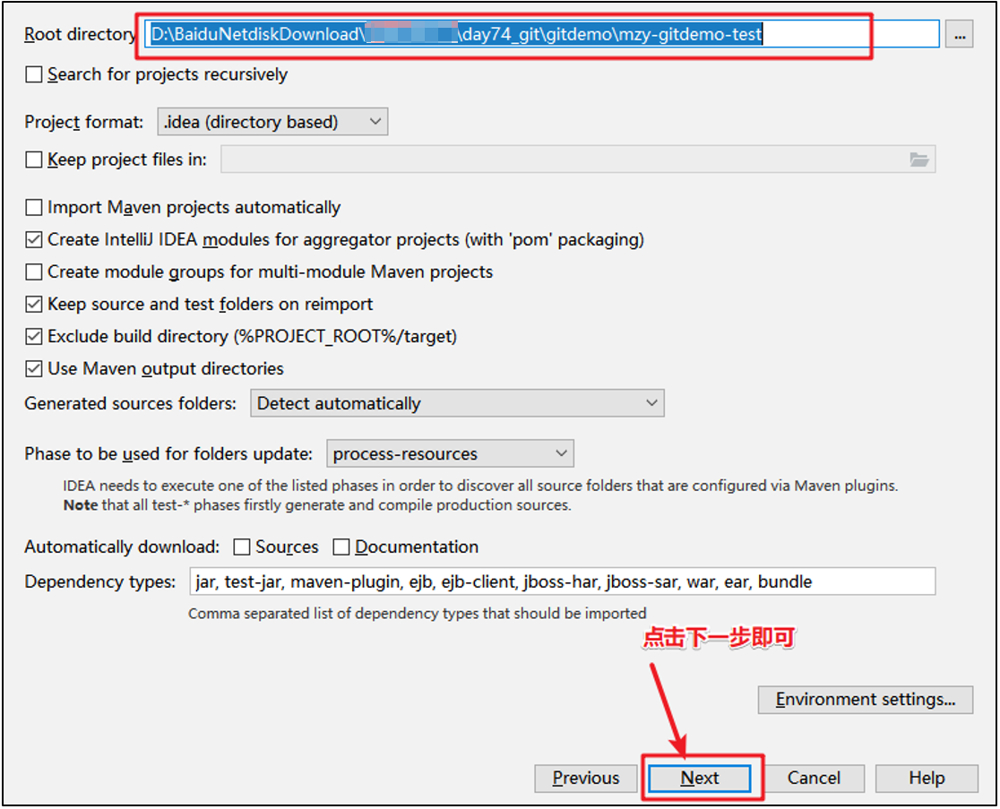 Root directory D:\BaiduNetdiskDownload\ \day74_git\gitdemo\mzy-gitdemo-test ...
Search for projects recursively
Project format: .idea (directory based)
Keep project files in:
Import Maven projects automatically
Create IntelliJ IDEA modules for aggregator projects (with 'pom' packaging)
Create module groups for multi-module Maven projects
Keep source and test folders on reimport
Exclude build directory (%PROJECT_ROOT%/target)
Use Maven output directories
Generated sources folders: Detect automatically
Phase to be used for folders update: process-resources
IDEA needs to execute one of the listed phases in order to discover all source folders that are configured via Maven plugins.
Note that all test-* phases firstly generate and compile production sources.
Automatically download: Sources Documentation
Dependency types: jar, test-jar, maven-plugin, ejb, ejb-client, jboss-har, jboss-sar, war, ear, bundle
Comma separated list of dependency types that should be imported
点击下一步即可
Environment settings...
Previous Next Cancel Help